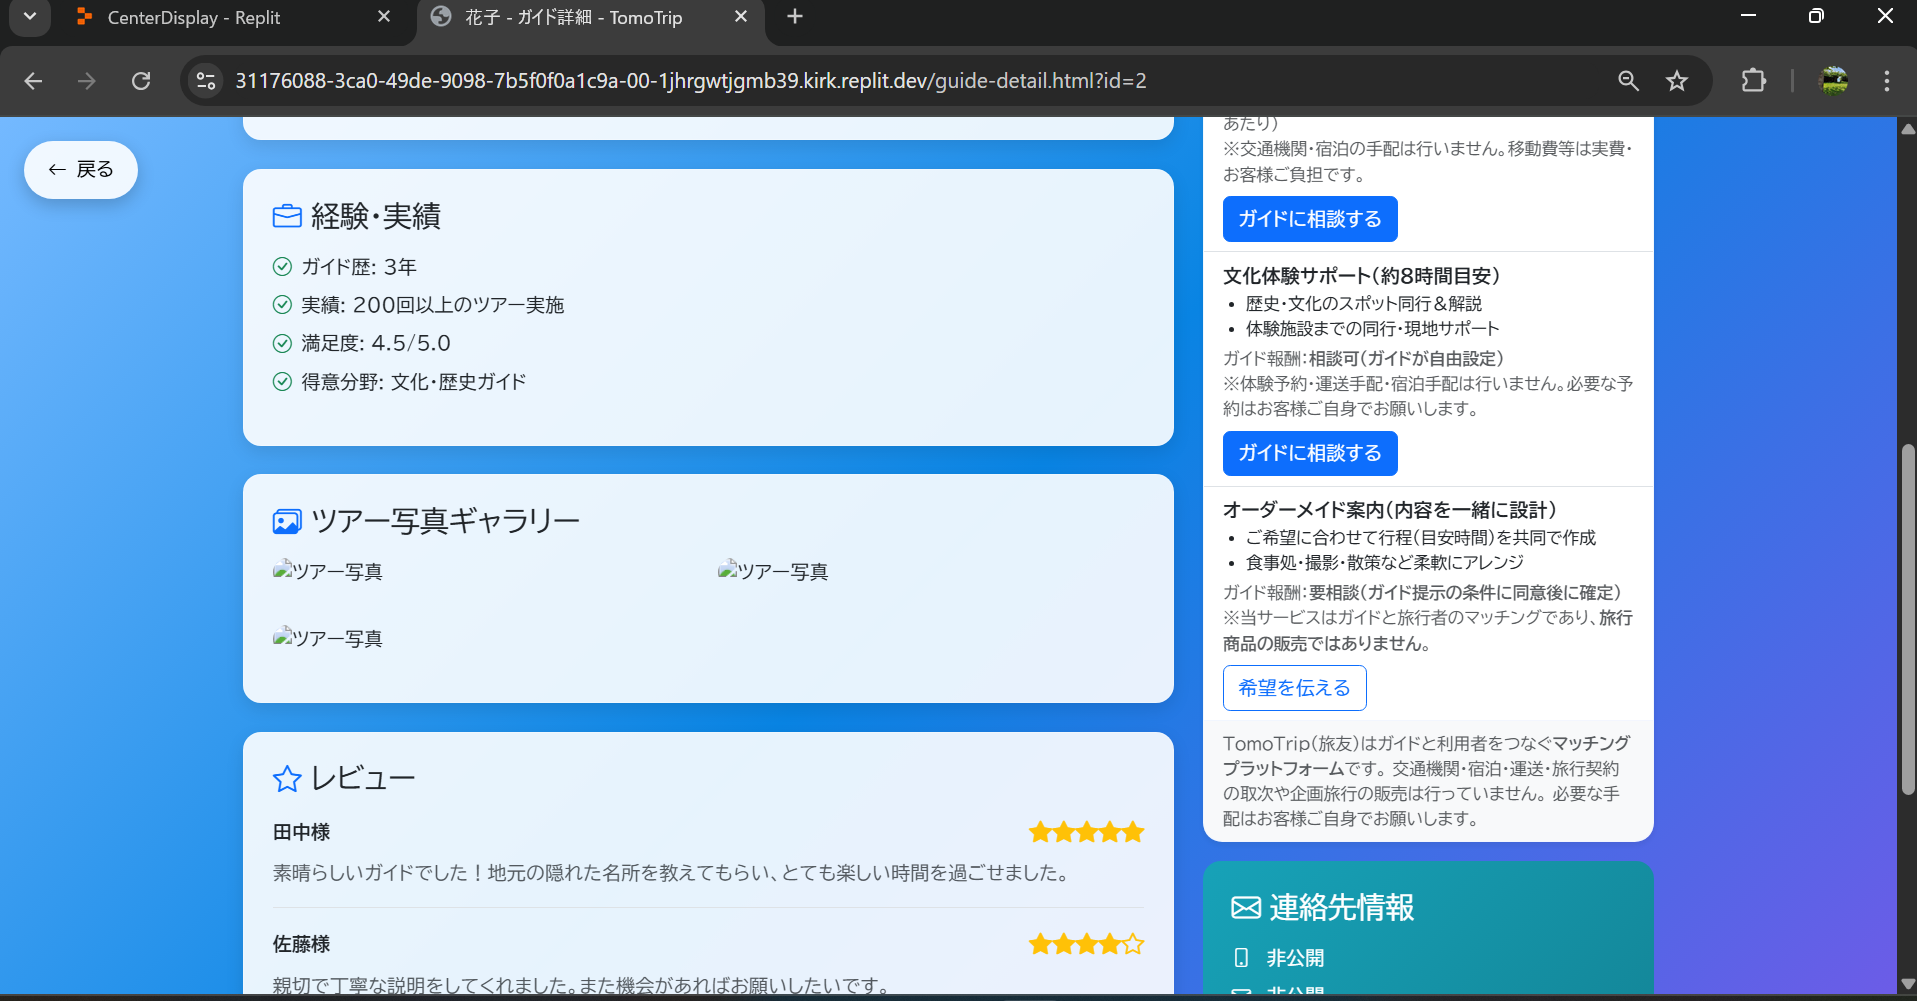 CenterDisplay - Replit
花子 - ガイド詳細 - TomoTrip
31176088-3ca0-49de-9098-7b5f0f0a1c9a-00-1jhrgwtjgmb39.kirk.replit.dev/guide-detail.html?id=2
← 戻る
経験・実績
ガイド歴: 3年
実績: 200回以上のツアー実施
満足度: 4.5/5.0
得意分野: 文化・歴史ガイド
ツアー写真ギャラリー
ツアー写真
ツアー写真
ツアー写真
レビュー
田中様
素晴らしいガイドでした！地元の隠れた名所を教えてもらい、とても楽しい時間を過ごせました。
佐藤様
親切で丁寧な説明をしてくれました。また機会があればお願いしたいです。
あたり）
※交通機関・宿泊の手配は行いません。移動費等は実費・
お客様ご負担です。
ガイドに相談する
文化体験サポート（約8時間目安）
• 歴史・文化のスポット同行＆解説
• 体験施設までの同行・現地サポート
ガイド報酬：相談可（ガイドが自由設定）
※体験予約・運送手配・宿泊手配は行いません。必要な予
約はお客様ご自身でお願いします。
ガイドに相談する
オーダーメイド案内（内容を一緒に設計）
• ご希望に合わせて行程（目安時間）を共同で作成
• 食事処・撮影・散策など柔軟にアレンジ
ガイド報酬：要相談（ガイド提示の条件に同意後に確定）
※当サービスはガイドと旅行者のマッチングであり、旅行
商品の販売ではありません。
希望を伝える
TomoTrip（旅友）はガイドと利用者をつなぐマッチング
プラットフォームです。 交通機関・宿泊・運送・旅行契約
の取次や企画旅行の販売は行っていません。 必要な手
配はお客様ご自身でお願いします。
連絡先情報
非公開
非公開